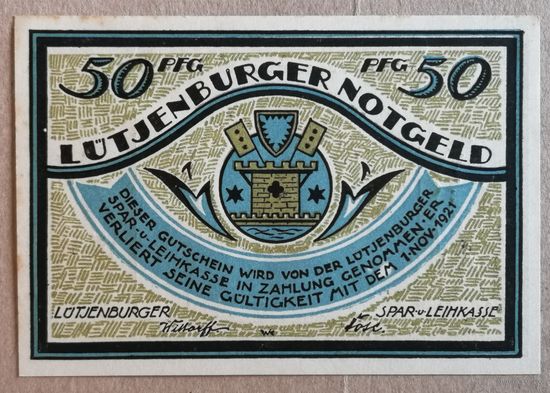 50 PFG PFG 50
LÜTJENBURGER NOTGELD
DIESER GUTSCHEIN WIRD VON DER LÜTJENBURGER
SPAR-U-LEIHKASSE IN ZAHLUNG GENOMMEN. ER
VERLIERT SEINE GÜLTIGKEIT MIT DEM 1·NOV·1921
LÜTJENBURGER SPAR-U-LEIHKASSE